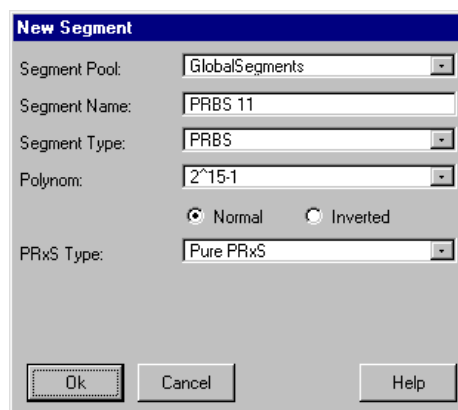 New Segment
Segment Pool: GlobalSegments
Segment Name: PRBS 11
Segment Type: PRBS
Polynom: 2^15-1
Normal Inverted
PRxS Type: Pure PRxS
Ok Cancel Help